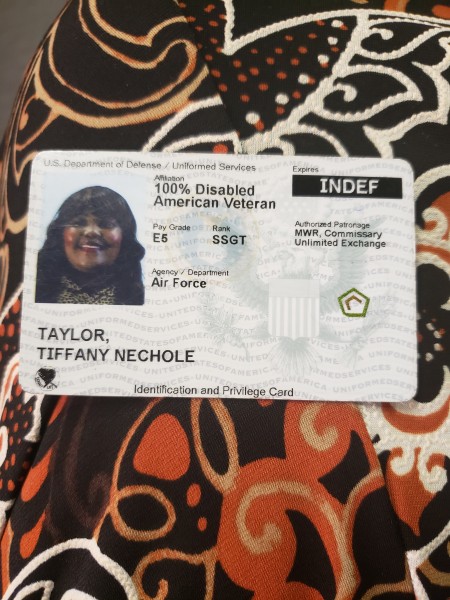 U.S. Department of Defense / Uniformed Services
Affiliation
100% Disabled
American Veteran
Expires
INDEF
Pay Grade Rank
E5 SSGT
Authorized Patronage
MWR, Commissary
Unlimited Exchange
Agency / Department
Air Force
TAYLOR,
TIFFANY NECHOLE
Identification and Privilege Card